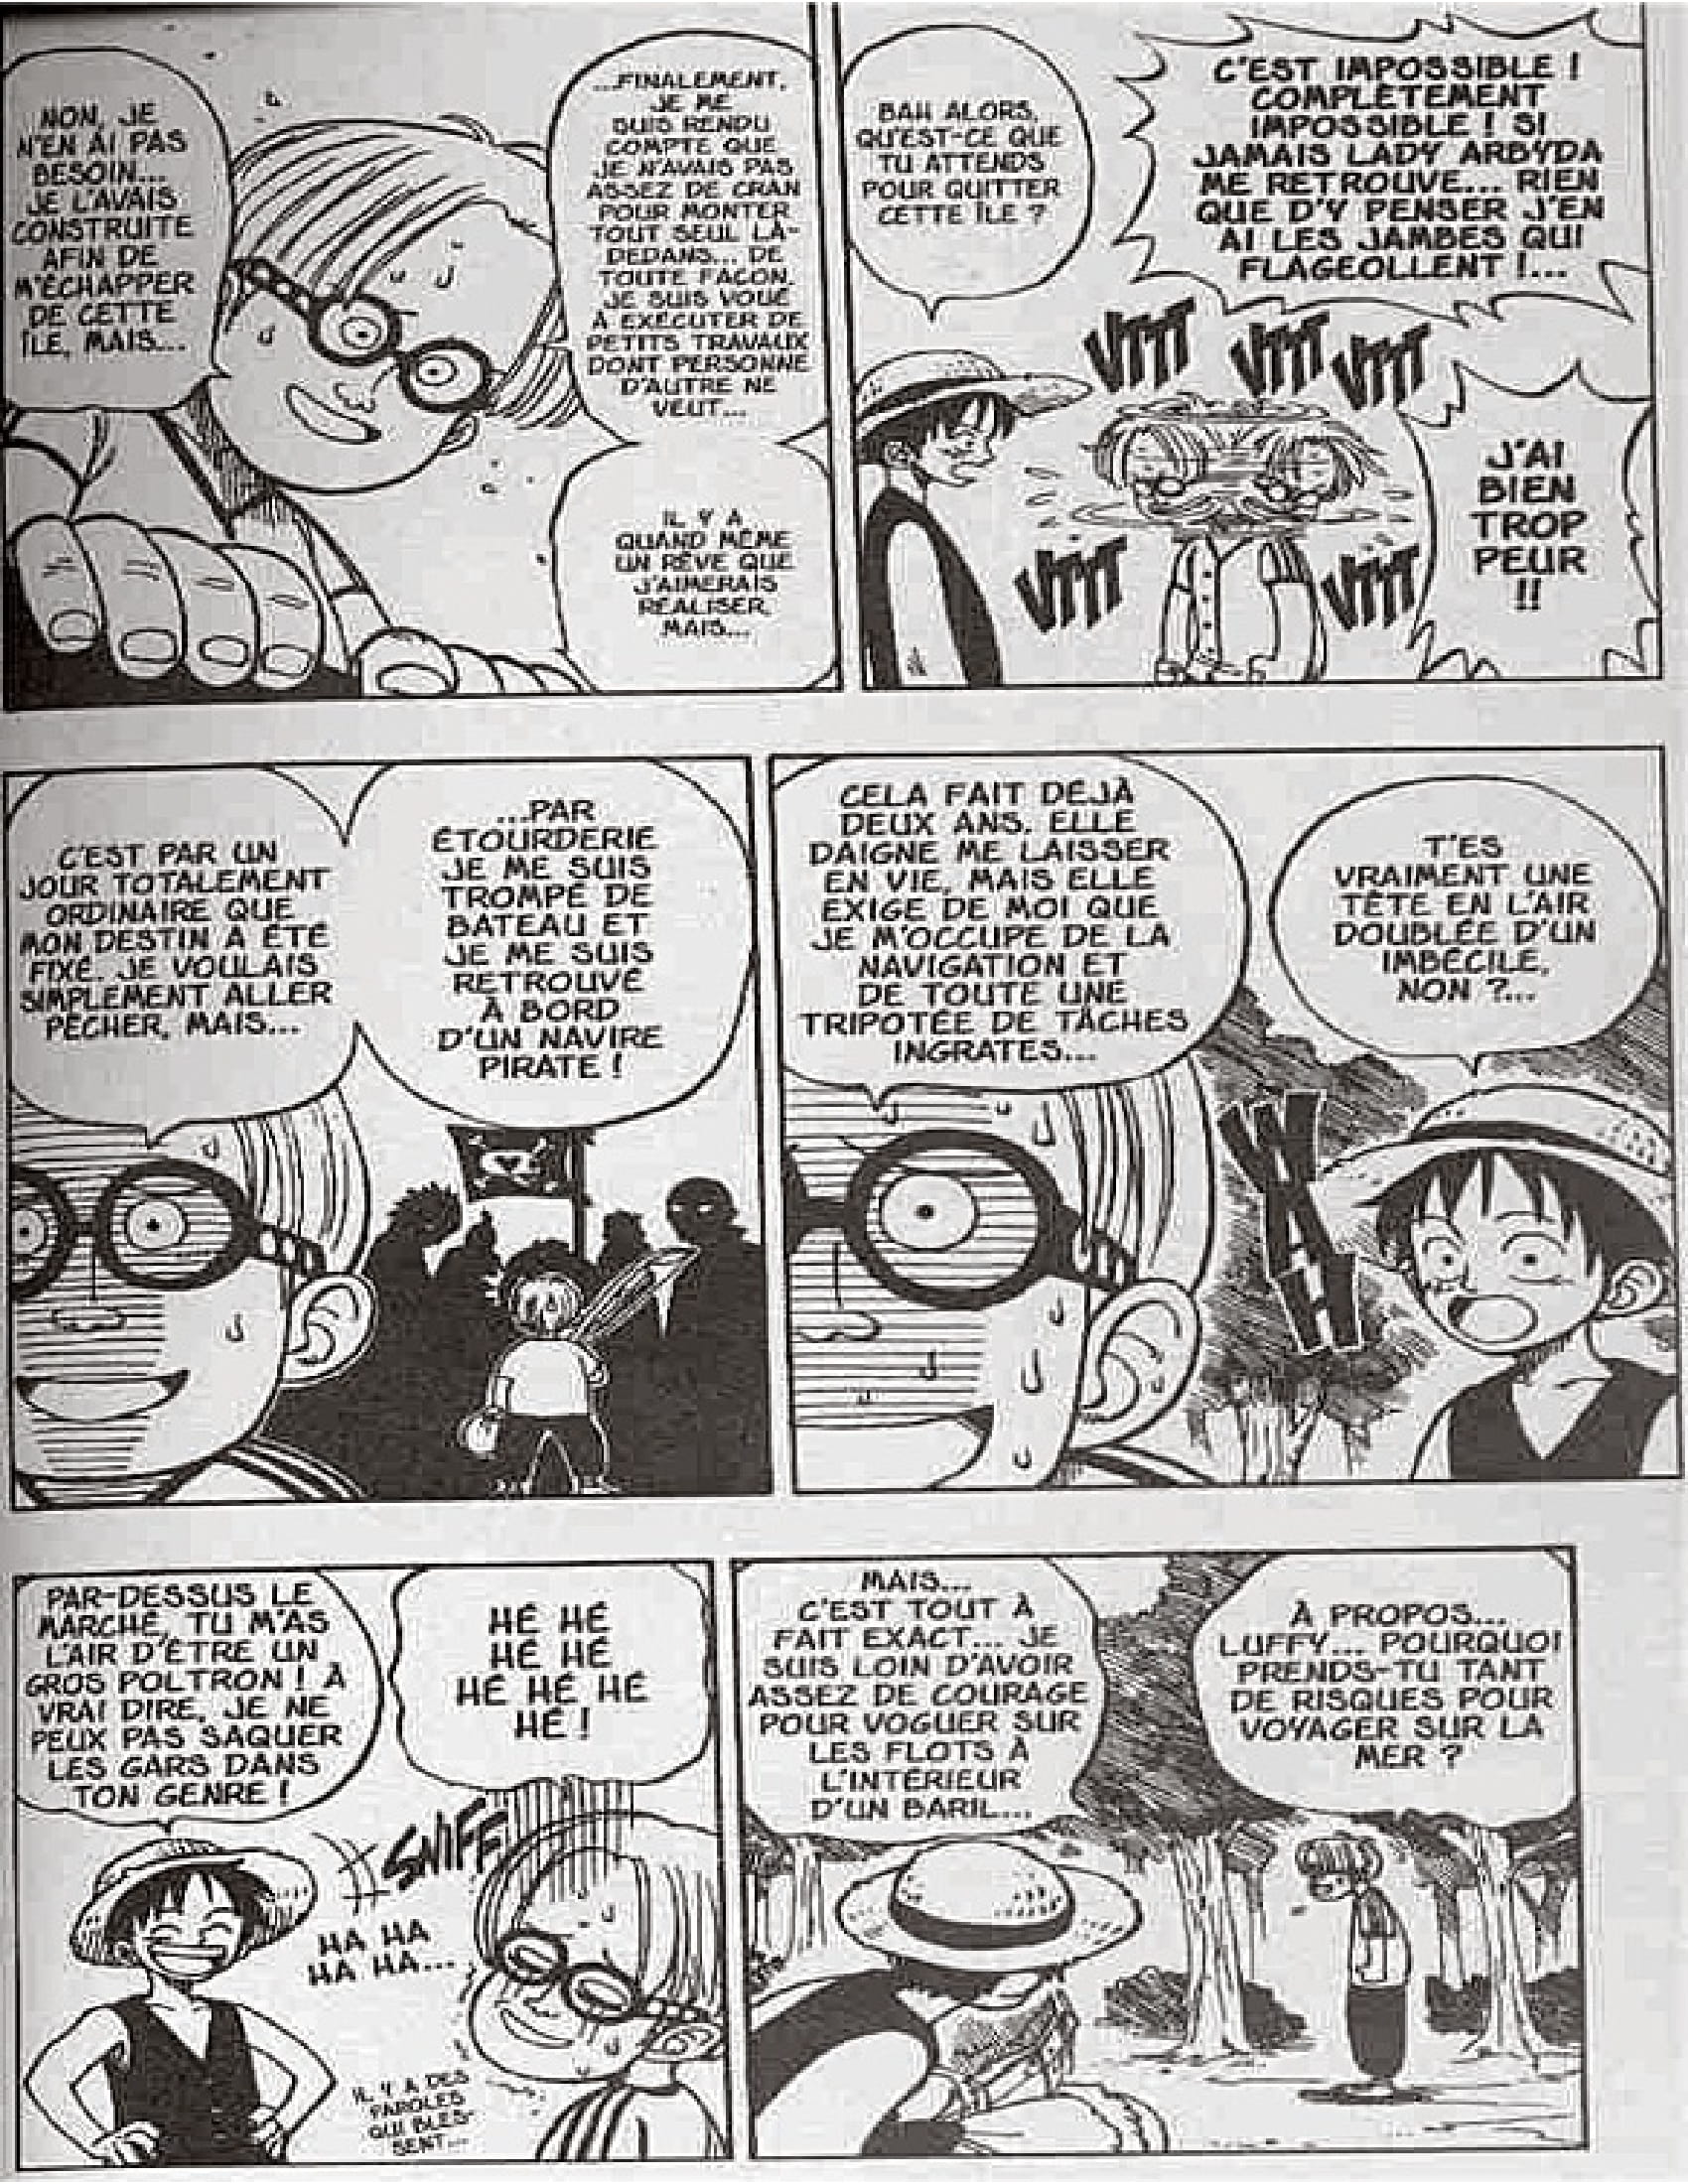 NON, JE
N'EN AI PAS
BESOIN...
JE L'AVAIS
CONSTRUITE
AFIN DE
M'ÉCHAPPER
DE CETTE
ÎLE, MAIS...
...FINALEMENT,
JE ME
SUIS RENDU
COMPTE QUE
JE N'AVAIS PAS
ASSEZ DE CRAN
POUR MONTER
TOUT SEUL LÀ-
DEDANS... DE
TOUTE FAÇON,
JE SUIS VOUÉ
À EXÉCUTER DE
PETITS TRAVAUX
DONT PERSONNE
D'AUTRE NE
VEUT...
IL Y A
QUAND MÊME
UN RÊVE QUE
J'AIMERAIS
RÉALISER,
MAIS...
BAH ALORS,
QU'EST-CE QUE
TU ATTENDS
POUR QUITTER
CETTE ÎLE ?
C'EST IMPOSSIBLE !
COMPLÈTEMENT
IMPOSSIBLE ! SI
JAMAIS LADY ARBYDA
ME RETROUVE... RIEN
QUE D'Y PENSER J'EN
AI LES JAMBES QUI
FLAGEOLLENT !...
VTTT
VTTT
VTTT
VTTT
VTTT
J'AI
BIEN
TROP
PEUR
!!
C'EST PAR UN
JOUR TOTALEMENT
ORDINAIRE QUE
MON DESTIN A ÉTÉ
FIXÉ. JE VOULAIS
SIMPLEMENT ALLER
PÊCHER, MAIS...
...PAR
ÉTOURDERIE
JE ME SUIS
TROMPÉ DE
BATEAU ET
JE ME SUIS
RETROUVÉ
À BORD
D'UN NAVIRE
PIRATE !
CELA FAIT DÉJÀ
DEUX ANS. ELLE
DAIGNE ME LAISSER
EN VIE, MAIS ELLE
EXIGE DE MOI QUE
JE M'OCCUPE DE LA
NAVIGATION ET
DE TOUTE UNE
TRIPOTÉE DE TÂCHES
INGRATES...
T'ES
VRAIMENT UNE
TÊTE EN L'AIR
DOUBLÉE D'UN
IMBÉCILE,
NON ?...
PAR-DESSUS LE
MARCHÉ, TU M'AS
L'AIR D'ÊTRE UN
GROS POLTRON ! À
VRAI DIRE, JE NE
PEUX PAS SAQUER
LES GARS DANS
TON GENRE !
HÉ HÉ
HÉ HÉ
HÉ HÉ HÉ
HÉ !
SNIFF
HA HA
HA HA...
IL Y A DES
PAROLES
QUI BLES-
SENT...
MAIS...
C'EST TOUT À
FAIT EXACT... JE
SUIS LOIN D'AVOIR
ASSEZ DE COURAGE
POUR VOGUER SUR
LES FLOTS À
L'INTÉRIEUR
D'UN BARIL...
À PROPOS...
LUFFY... POURQUOI
PRENDS-TU TANT
DE RISQUES POUR
VOYAGER SUR LA
MER ?